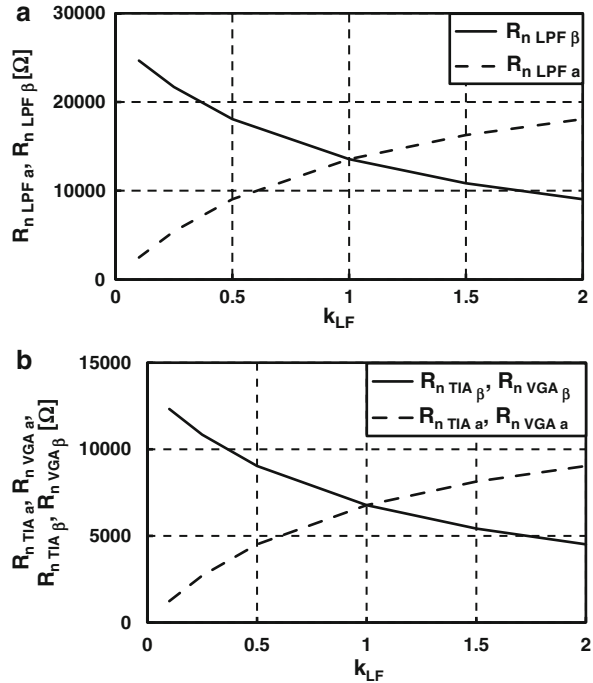 a
R_n LPF a, R_n LPF β [Ω]
30000
20000
10000
0
R_n LPF β
R_n LPF a
0
0.5
1
1.5
2
k_LF
b
R_n TIA a, R_n VGA a,
R_n TIA β, R_n VGA β [Ω]
15000
10000
5000
0
R_n TIA β, R_n VGA β
R_n TIA a, R_n VGA a
0
0.5
1
1.5
2
k_LF